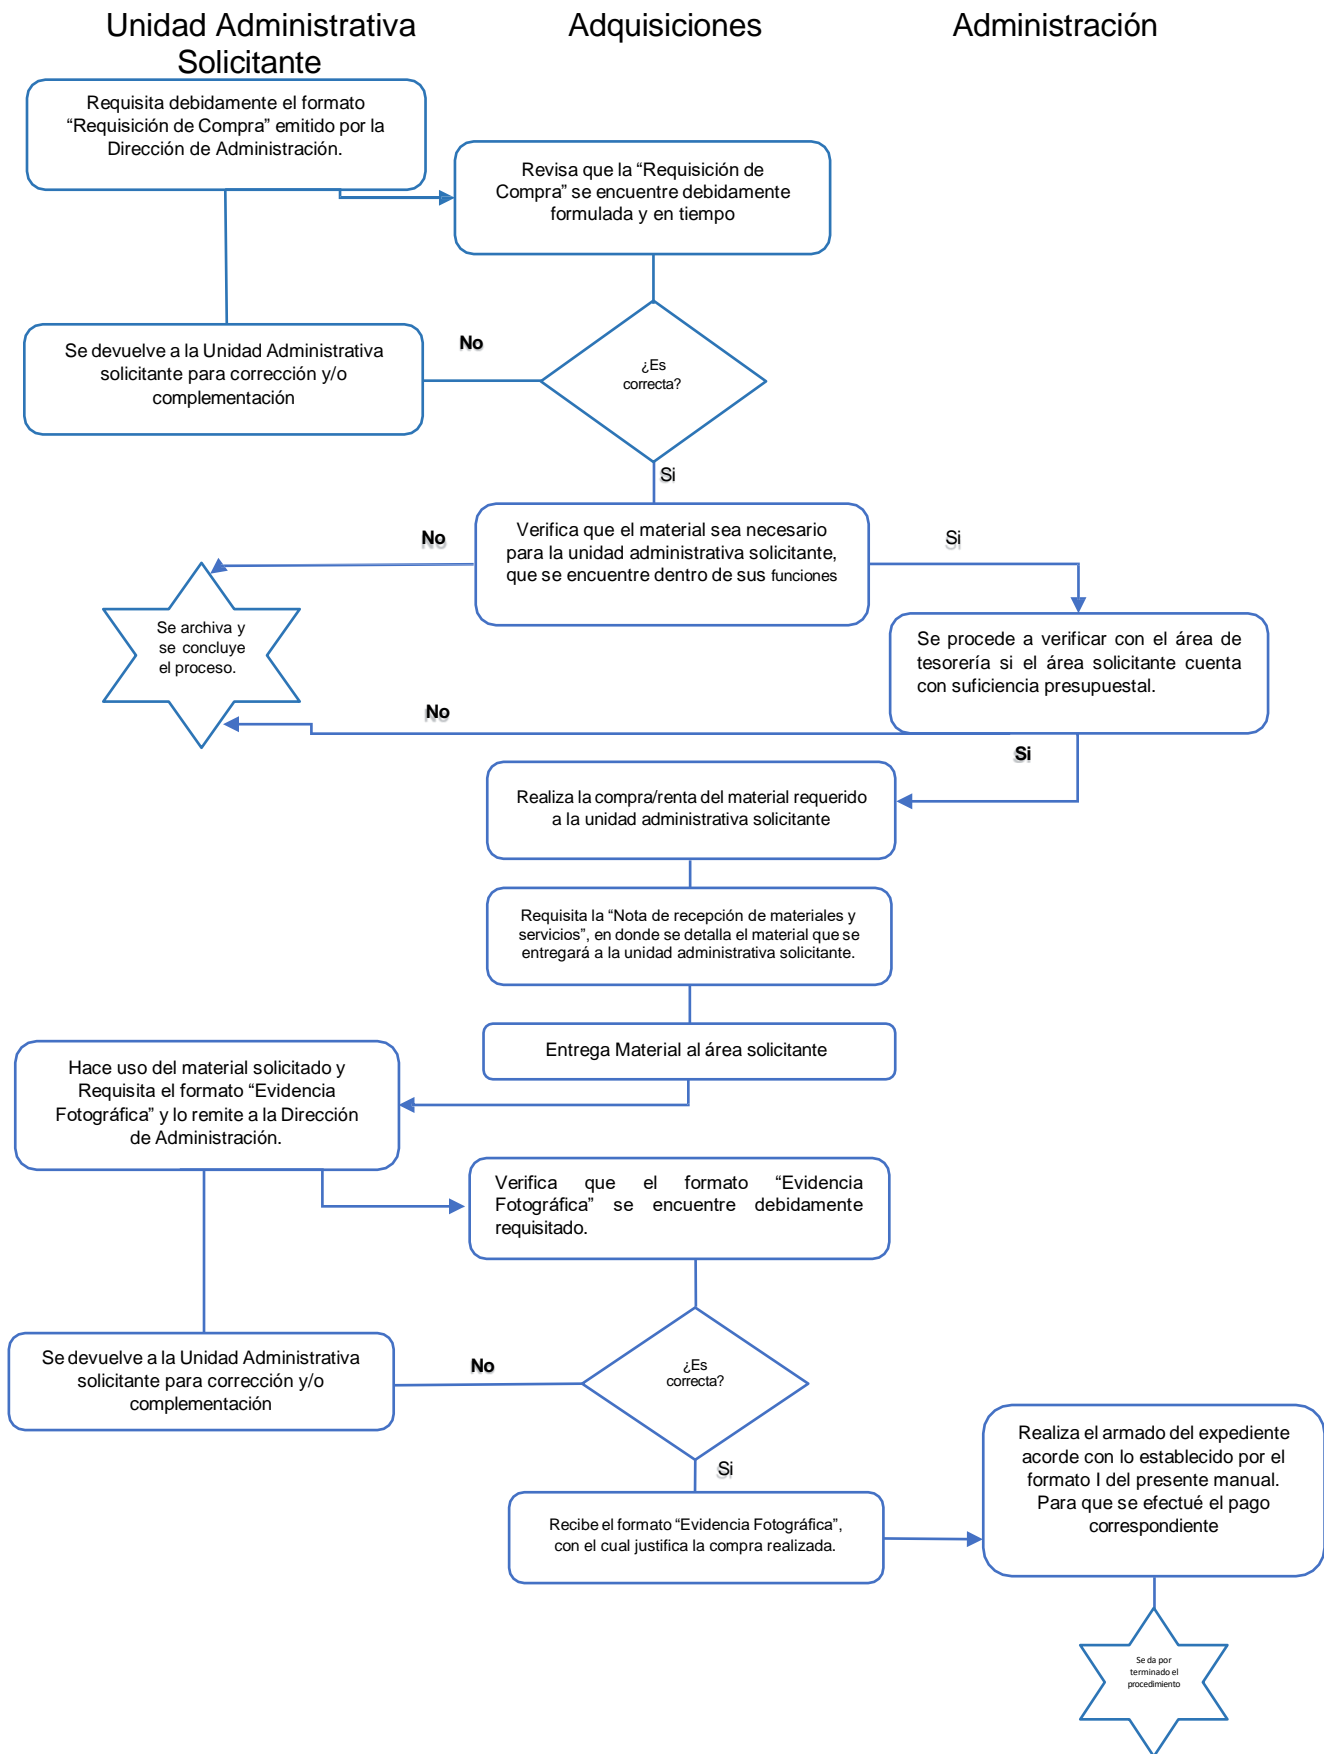 Unidad Administrativa
Solicitante
Adquisiciones
Administración
Requisita debidamente el formato
“Requisición de Compra” emitido por la
Dirección de Administración.
Revisa que la “Requisición de
Compra” se encuentre debidamente
formulada y en tiempo
Se devuelve a la Unidad Administrativa
solicitante para corrección y/o
complementación
No
¿Es
correcta?
Si
Verifica que el material sea necesario
para la unidad administrativa solicitante,
que se encuentre dentro de sus funciones
No
Si
Se archiva y
se concluye
el proceso.
Se procede a verificar con el área de
tesorería si el área solicitante cuenta
con suficiencia presupuestal.
No
Si
Realiza la compra/renta del material requerido
a la unidad administrativa solicitante
Requisita la “Nota de recepción de materiales y
servicios”, en donde se detalla el material que se
entregará a la unidad administrativa solicitante.
Entrega Material al área solicitante
Hace uso del material solicitado y
Requisita el formato “Evidencia
Fotográfica” y lo remite a la Dirección
de Administración.
Verifica que el formato “Evidencia
Fotográfica” se encuentre debidamente
requisitado.
Se devuelve a la Unidad Administrativa
solicitante para corrección y/o
complementación
No
¿Es
correcta?
Si
Recibe el formato “Evidencia Fotográfica”,
con el cual justifica la compra realizada.
Realiza el armado del expediente
acorde con lo establecido por el
formato I del presente manual.
Para que se efectué el pago
correspondiente
Se da por
terminado el
procedimiento